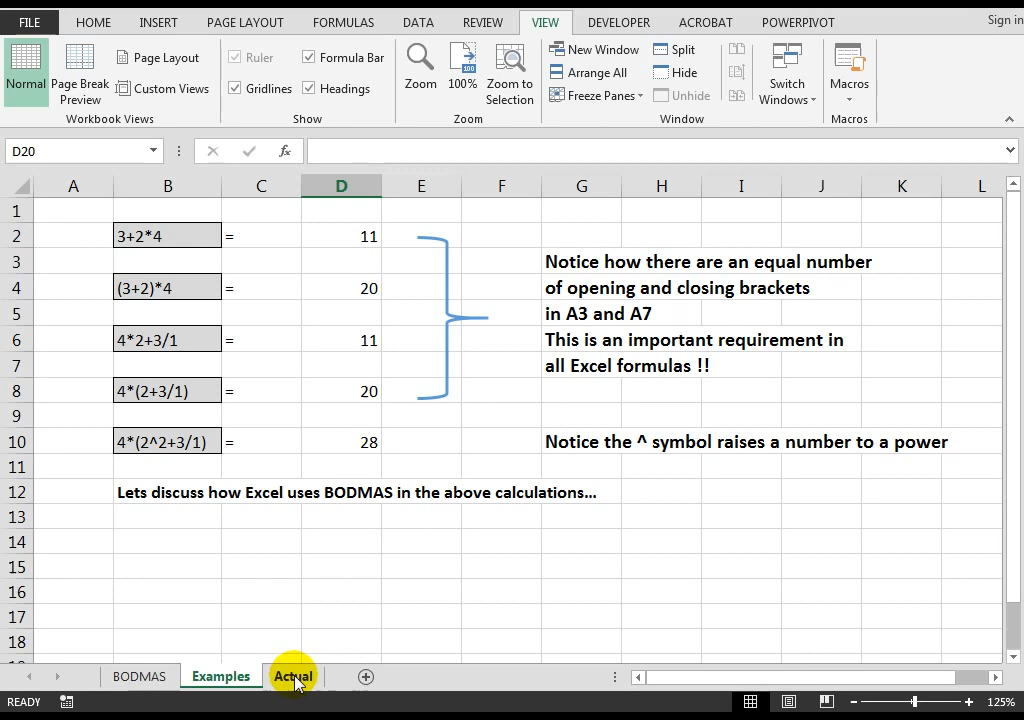 FILE HOME INSERT PAGE LAYOUT FORMULAS DATA REVIEW VIEW DEVELOPER ACROBAT POWERPIVOT Sign in
Normal
Page Break Preview
Page Layout
Custom Views
Workbook Views
Ruler
Gridlines
Formula Bar
Headings
Show
Zoom
100%
Zoom to Selection
Zoom
New Window
Arrange All
Freeze Panes
Split
Hide
Unhide
Switch Windows
Window
Macros
Macros
D20
fx
A B C D E F G H I J K L
1
2 3+2*4 = 11
3 Notice how there are an equal number
4 (3+2)*4 = 20 of opening and closing brackets
5 in A3 and A7
6 4*2+3/1 = 11 This is an important requirement in
7 all Excel formulas !!
8 4*(2+3/1) = 20
9
10 4*(2^2+3/1) = 28 Notice the ^ symbol raises a number to a power
11
12 Lets discuss how Excel uses BODMAS in the above calculations...
13
14
15
16
17
18
BODMAS Examples Actual
READY 125%